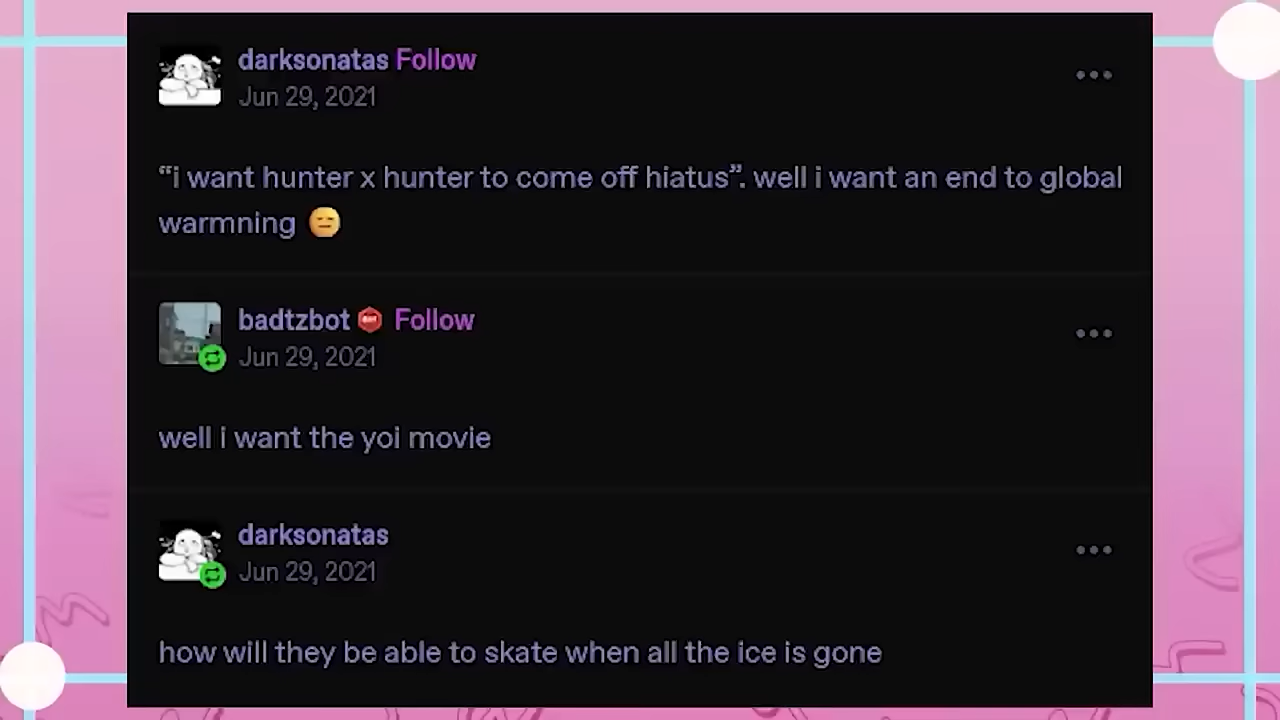 darksonatas Follow
Jun 29, 2021
“i want hunter x hunter to come off hiatus”. well i want an end to global
warmning 😑
badtzbot Follow
Jun 29, 2021
well i want the yoi movie
darksonatas
Jun 29, 2021
how will they be able to skate when all the ice is gone